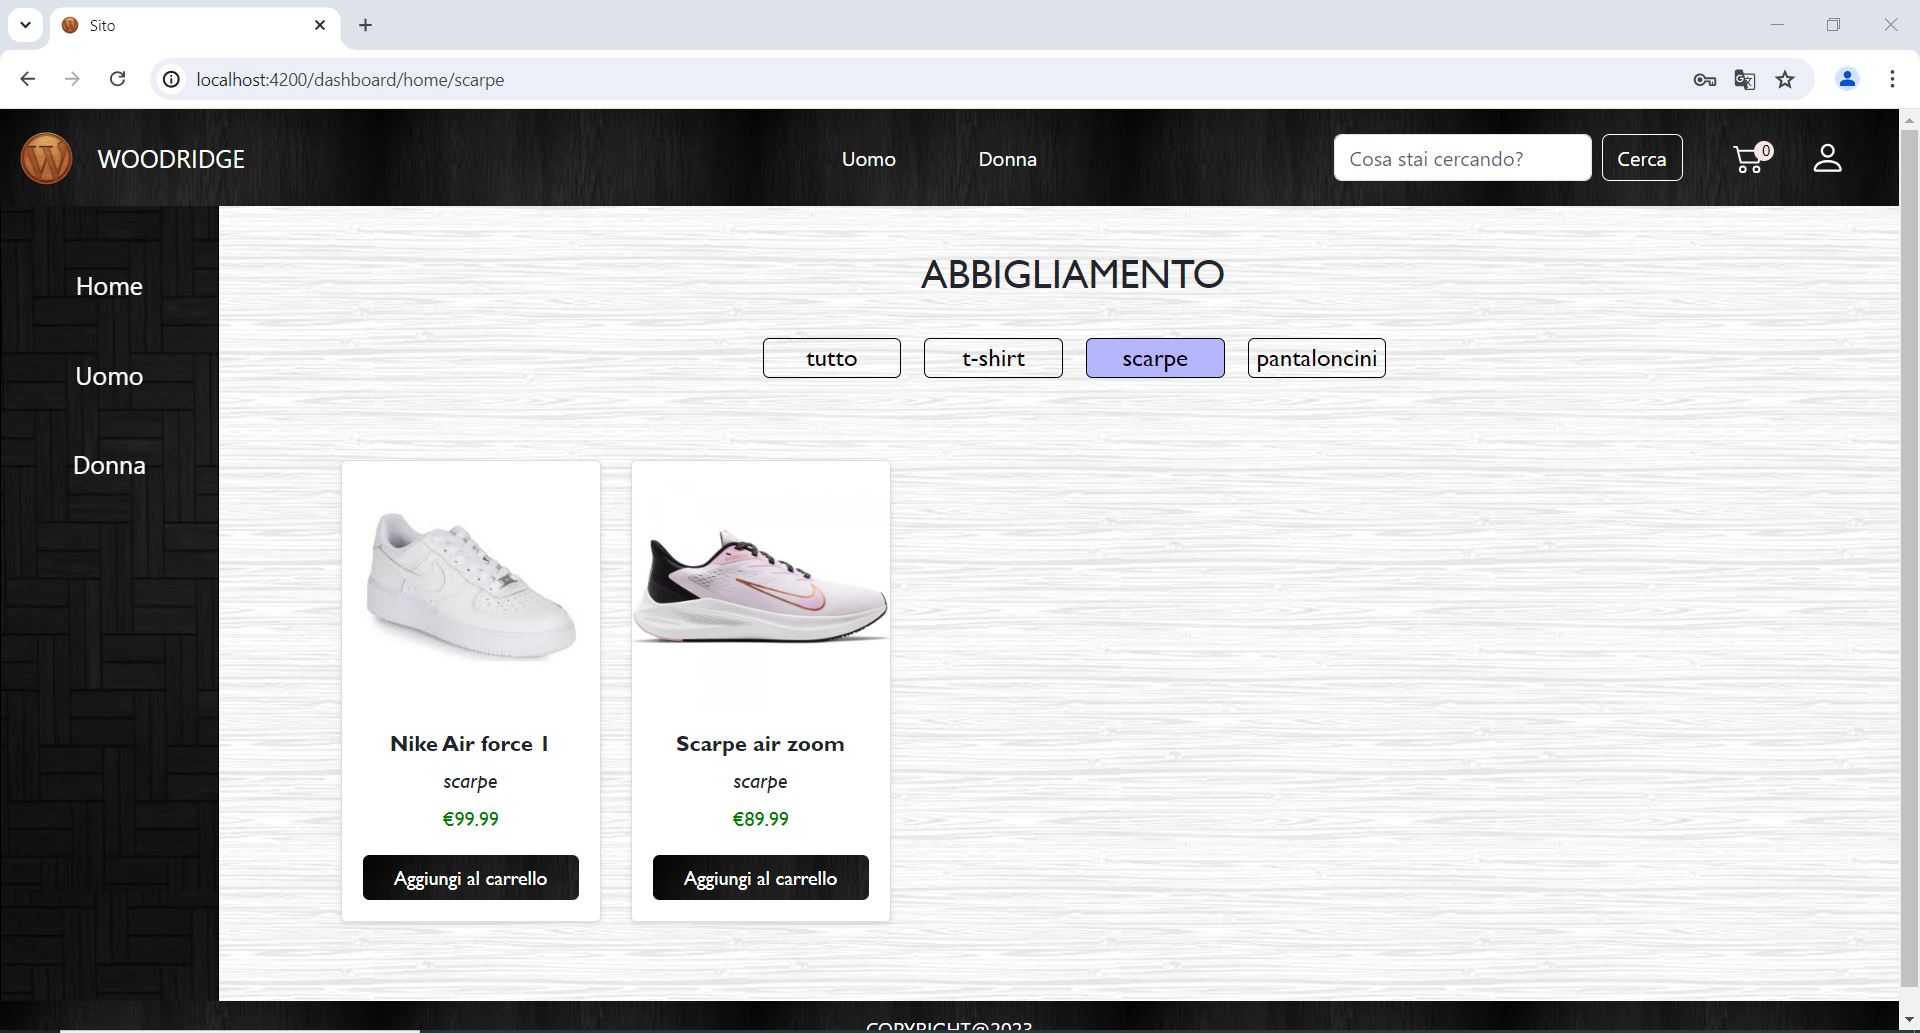 Sito
localhost:4200/dashboard/home/scarpe
W
WOODRIDGE
Uomo
Donna
Cosa stai cercando?
Cerca
0
Home
Uomo
Donna
ABBIGLIAMENTO
tutto
t-shirt
scarpe
pantaloncini
Nike Air force 1
scarpe
€99.99
Aggiungi al carrello
Scarpe air zoom
scarpe
€89.99
Aggiungi al carrello
COPYRIGHT@2023